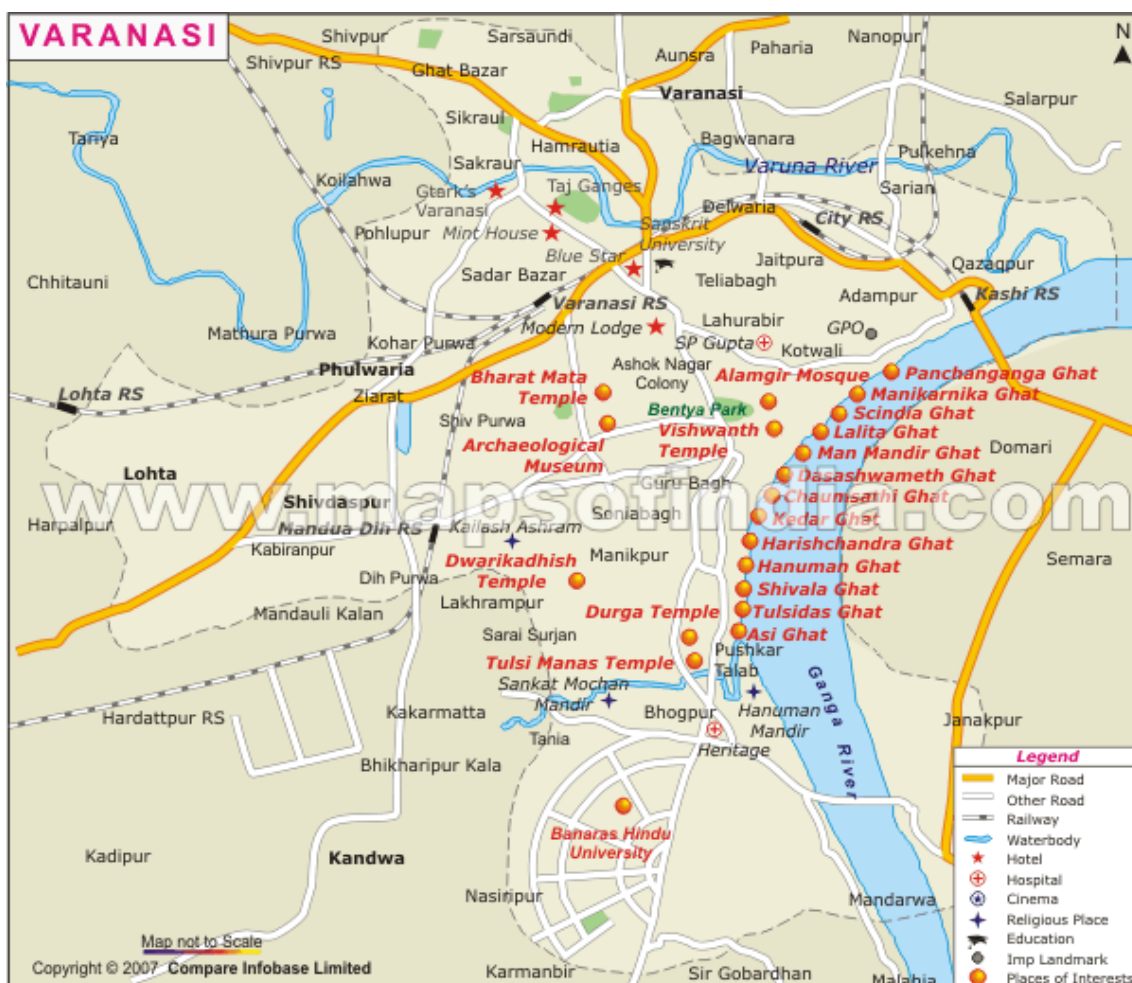 VARANASI
N
Shivpur
Sarsaundi
Nanopur
Paharia
Aunsra
Shivpur RS
Ghat Bazar
Varanasi
Salarpur
Sikraul
Tariya
Hamrautia
Bagwanara
Pulkehna
Sakraur
Varuna River
Koilahwa
Taj Ganges
Sarian
Varanasi
Delwaria
City RS
Pohlupur
Mint House
Sanskrit
University
Blue Star
Jaitpura
Qazaqpur
Sadar Bazar
Teliabagh
Chhitauni
Adampur
Kashi RS
Varanasi RS
Modern Lodge
Lahurabir
GPO
Mathura Purwa
Kohar Purwa
SP Gupta
Kotwali
Phulwaria
Ashok Nagar
Colony
Bharat Mata
Temple
Alamgir Mosque
Panchanganga Ghat
Lohta RS
Ziarat
Manikarnika Ghat
Bentya Park
Scindia Ghat
Shiv Purwa
Vishwanth
Temple
Lalita Ghat
Archaeological
Museum
Man Mandir Ghat
Domari
Lohta
Dasashwameth Ghat
Guru Bagh
www.mapsofindia.com
Shivdaspur
Chaumsathi Ghat
Soniabagh
Harpalpur
Mandua Dih RS
Kailash Ashram
Kedar Ghat
Kabiranpur
Manikpur
Harishchandra Ghat
Semara
Dwarikadhish
Temple
Hanuman Ghat
Dih Purwa
Shivala Ghat
Lakhrampur
Mandauli Kalan
Durga Temple
Tulsidas Ghat
Sarai Surjan
Asi Ghat
Pushkar
Talab
Tulsi Manas Temple
Sankat Mochan
Mandir
Ganga River
Hardattpur RS
Kakarmatta
Bhogpur
Hanuman
Mandir
Janakpur
Tania
Heritage
Bhikharipur Kala
Banaras Hindu
University
Kadipur
Kandwa
Nasiripur
Mandarwa
Map not to Scale
Copyright © 2007 Compare Infobase Limited
Karmanbir
Sir Gobardhan
Legend
Major Road
Other Road
Railway
Waterbody
Hotel
Hospital
Cinema
Religious Place
Education
Imp Landmark
Places of Interests